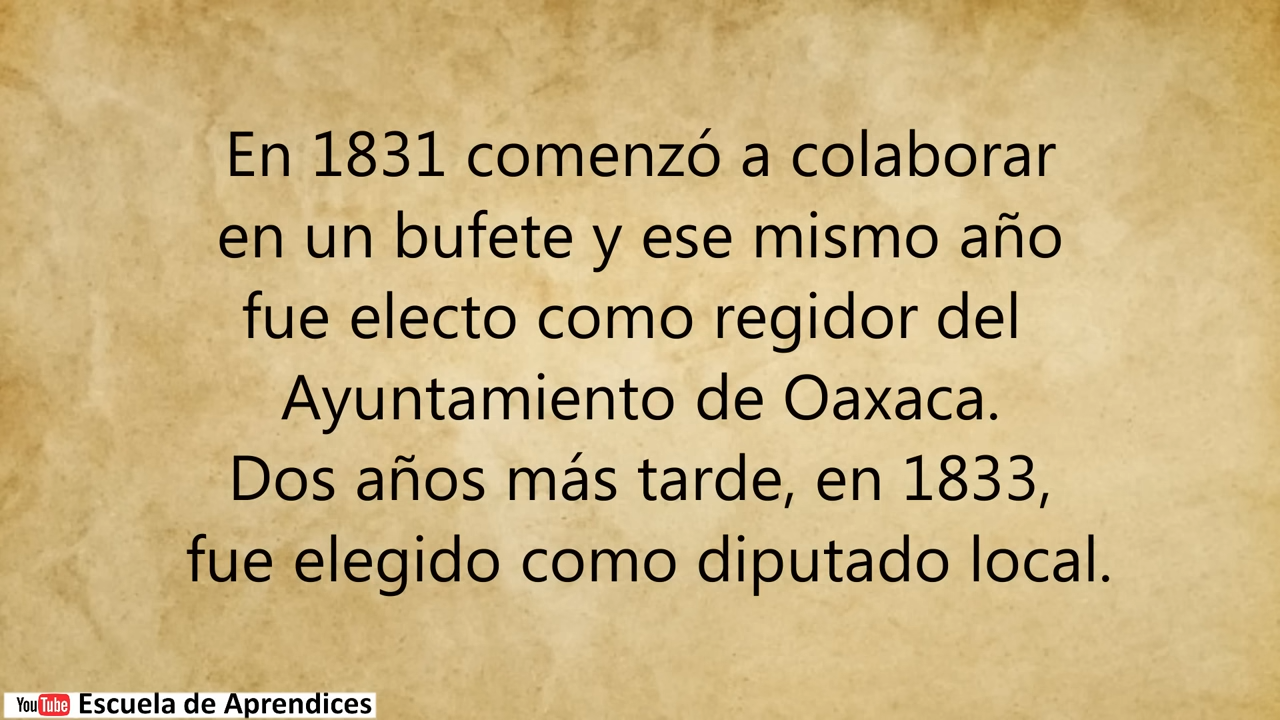 En 1831 comenzó a colaborar
en un bufete y ese mismo año
fue electo como regidor del
Ayuntamiento de Oaxaca.
Dos años más tarde, en 1833,
fue elegido como diputado local.
YouTube Escuela de Aprendices